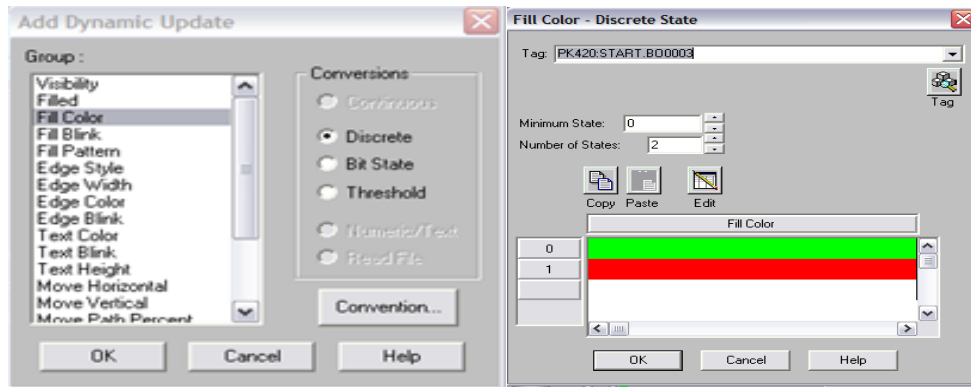 Add Dynamic Update
Group :
Visibility
Filled
Fill Color
Fill Blink
Fill Pattern
Edge Style
Edge Width
Edge Color
Edge Blink
Text Color
Text Blink
Text Height
Move Horizontal
Move Vertical
Move Path Percent
Conversions
Continuous
Discrete
Bit State
Threshold
Numeric/Text
Read File
Convention...
OK Cancel Help
Fill Color - Discrete State
Tag: PK420:START.BO0003
Tag
Minimum State: 0
Number of States: 2
Copy Paste Edit
Fill Color
0
1
OK Cancel Help